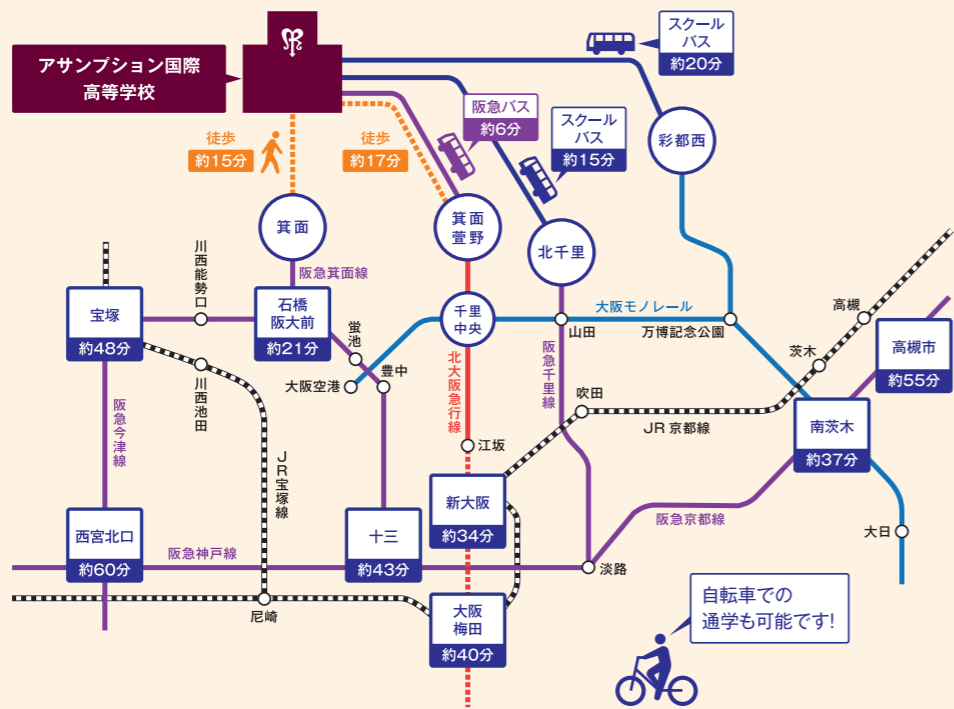 アサンプション国際
高等学校
スクール
バス
約20分
阪急バス
約6分
スクール
バス
約15分
徒歩
約15分
徒歩
約17分
彩都西
箕面
箕面
萱野
北千里
川西能勢口
阪急箕面線
宝塚
約48分
石橋
阪大前
約21分
蛍池
豊中
大阪空港
千里
中央
大阪モノレール
山田
万博記念公園
高槻
茨木
高槻市
約55分
川西池田
阪急今津線
JR宝塚線
北大阪急行線
阪急千里線
吹田
JR京都線
江坂
南茨木
約37分
新大阪
約34分
阪急京都線
大日
西宮北口
約60分
阪急神戸線
十三
約43分
淡路
尼崎
大阪
梅田
約40分
自転車での
通学も可能です!